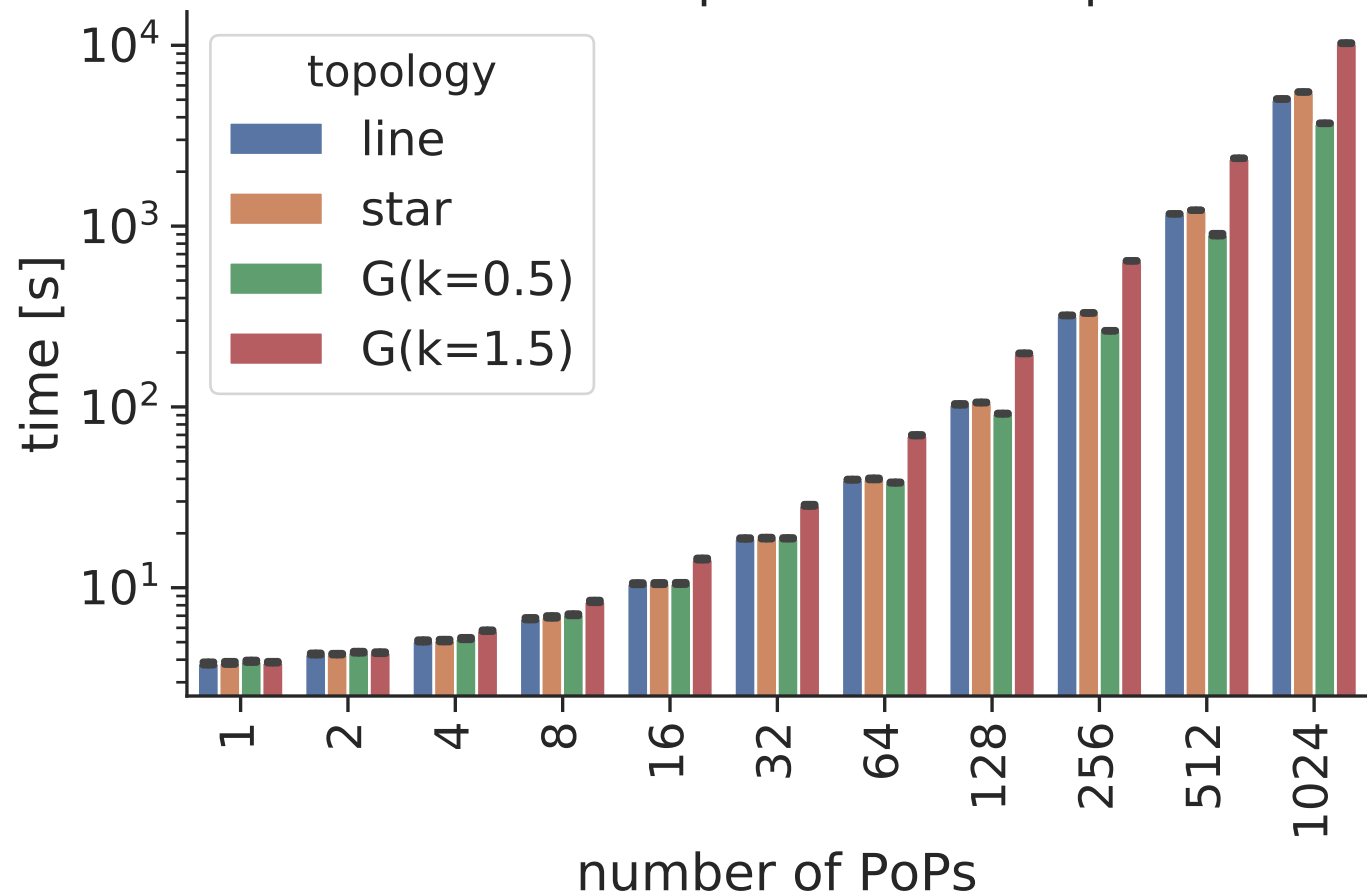 10^4
10^3
10^2
10^1
time [s]
topology
line
star
G(k=0.5)
G(k=1.5)
1
2
4
8
16
32
64
128
256
512
1024
number of PoPs